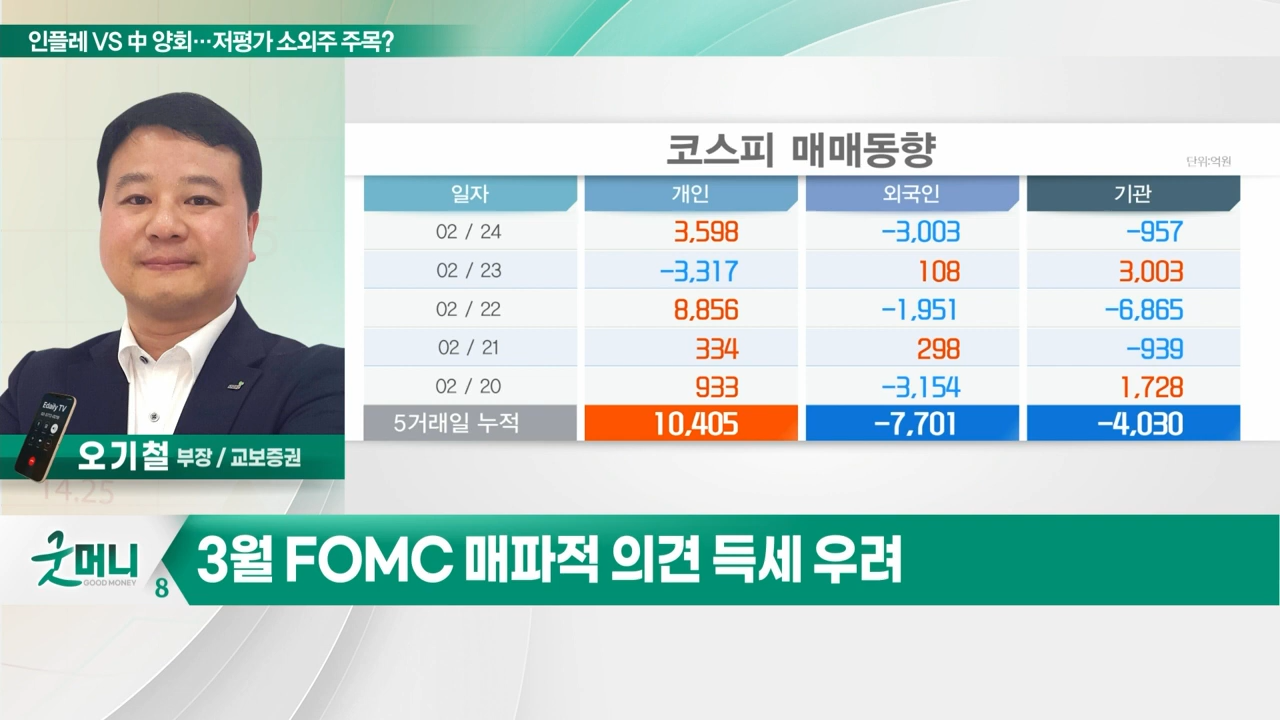 인플레 VS 中 양회…저평가 소외주 주목?
코스피 매매동향
단위:억원
일자 개인 외국인 기관
02 / 24 3,598 -3,003 -957
02 / 23 -3,317 108 3,003
02 / 22 8,856 -1,951 -6,865
02 / 21 334 298 -939
02 / 20 933 -3,154 1,728
5거래일 누적 10,405 -7,701 -4,030
Edaily TV
오기철 부장 / 교보증권
14.25
굿머니
GOOD MONEY
8
3월 FOMC 매파적 의견 득세 우려